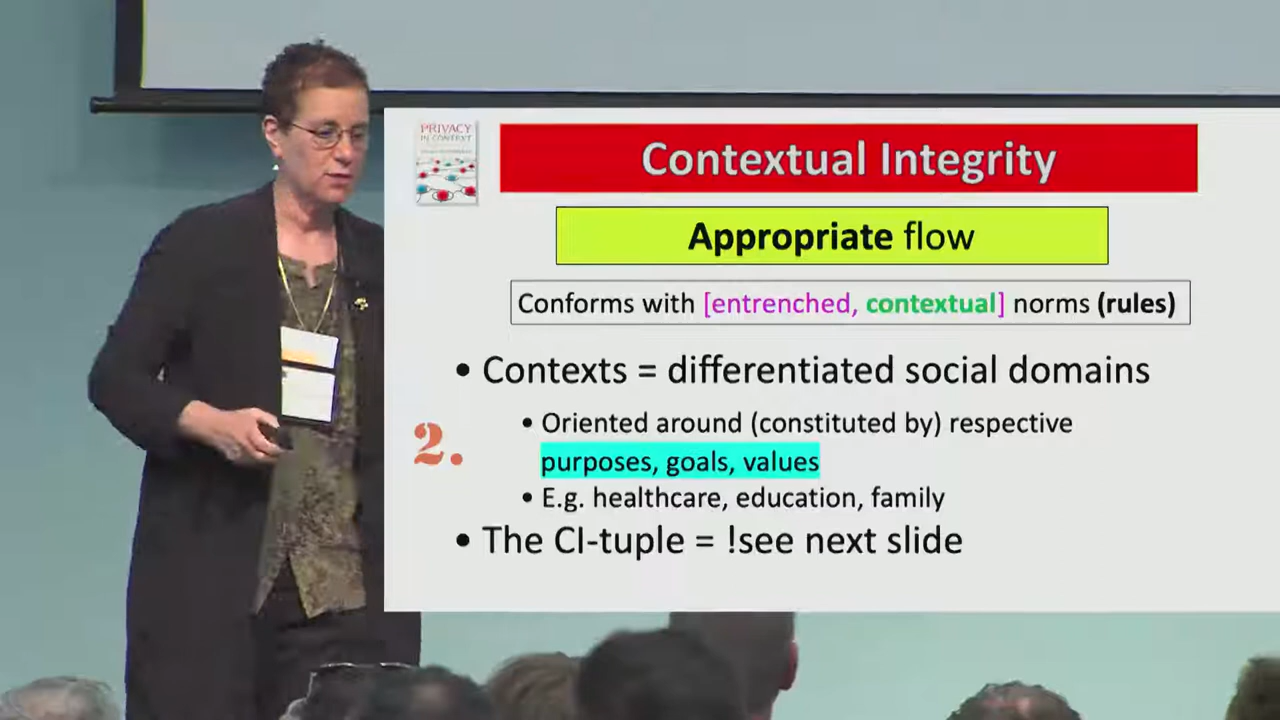 PRIVACY
IN CONTEXT
Contextual Integrity
Appropriate flow
Conforms with [entrenched, contextual] norms (rules)
• Contexts = differentiated social domains
2.
• Oriented around (constituted by) respective
purposes, goals, values
• E.g. healthcare, education, family
• The CI-tuple = !see next slide